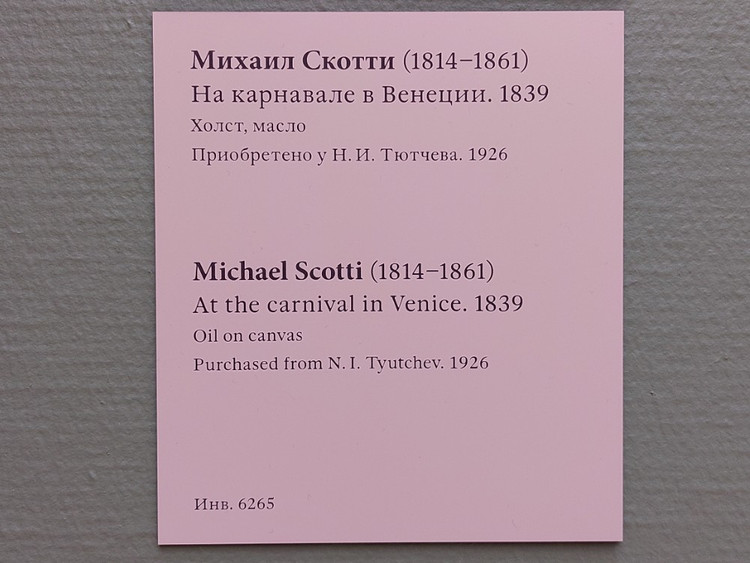 Михаил Скотти (1814–1861)
На карнавале в Венеции. 1839
Холст, масло
Приобретено у Н. И. Тютчева. 1926
Michael Scotti (1814–1861)
At the carnival in Venice. 1839
Oil on canvas
Purchased from N. I. Tyutchev. 1926
Инв. 6265